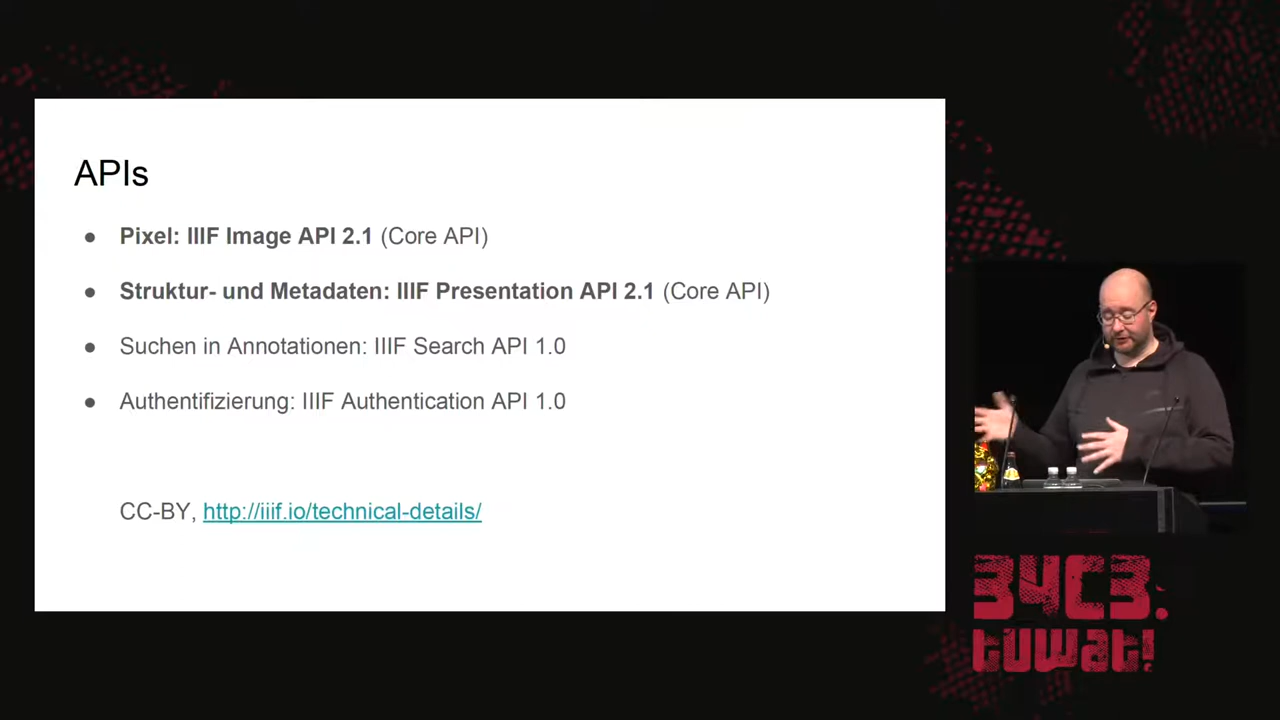 APIs
● Pixel: IIIF Image API 2.1 (Core API)
● Struktur- und Metadaten: IIIF Presentation API 2.1 (Core API)
● Suchen in Annotationen: IIIF Search API 1.0
● Authentifizierung: IIIF Authentication API 1.0
CC-BY, http://iiif.io/technical-details/
34C3.
tuwat!